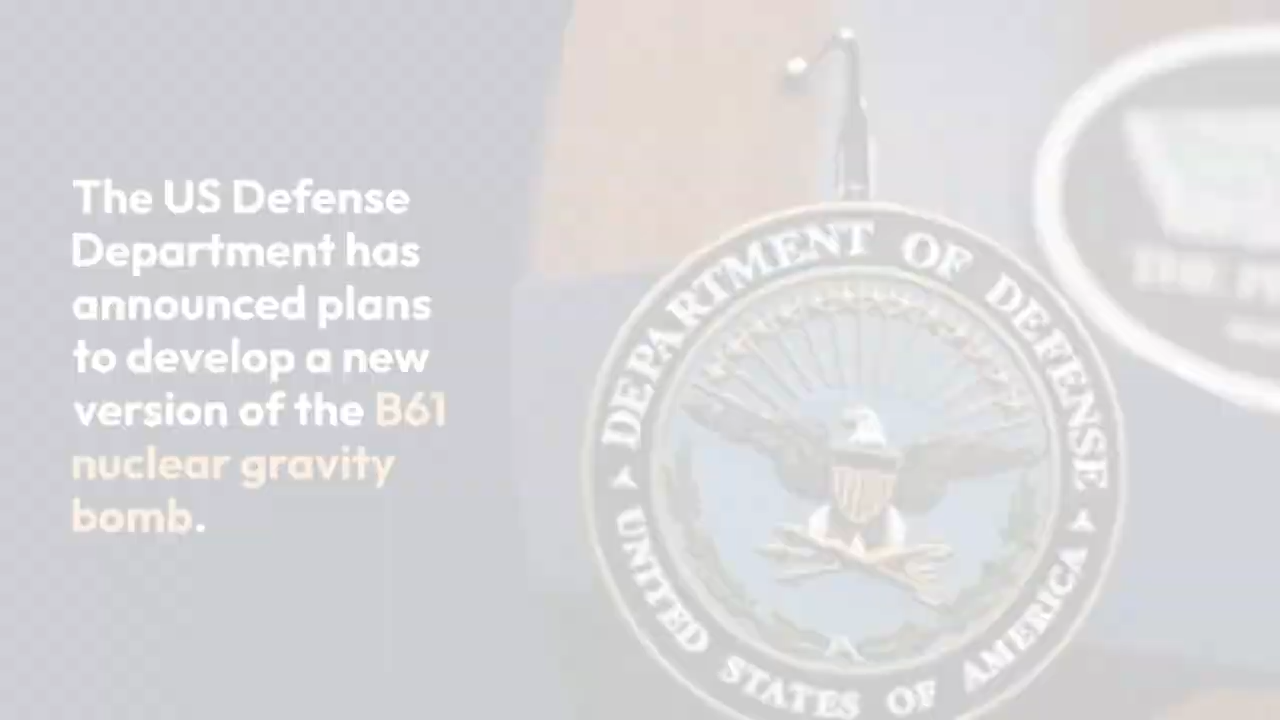 The US Defense
Department has
announced plans
to develop a new
version of the B61
nuclear gravity
bomb.
DEPARTMENT OF DEFENSE
UNITED STATES OF AMERICA